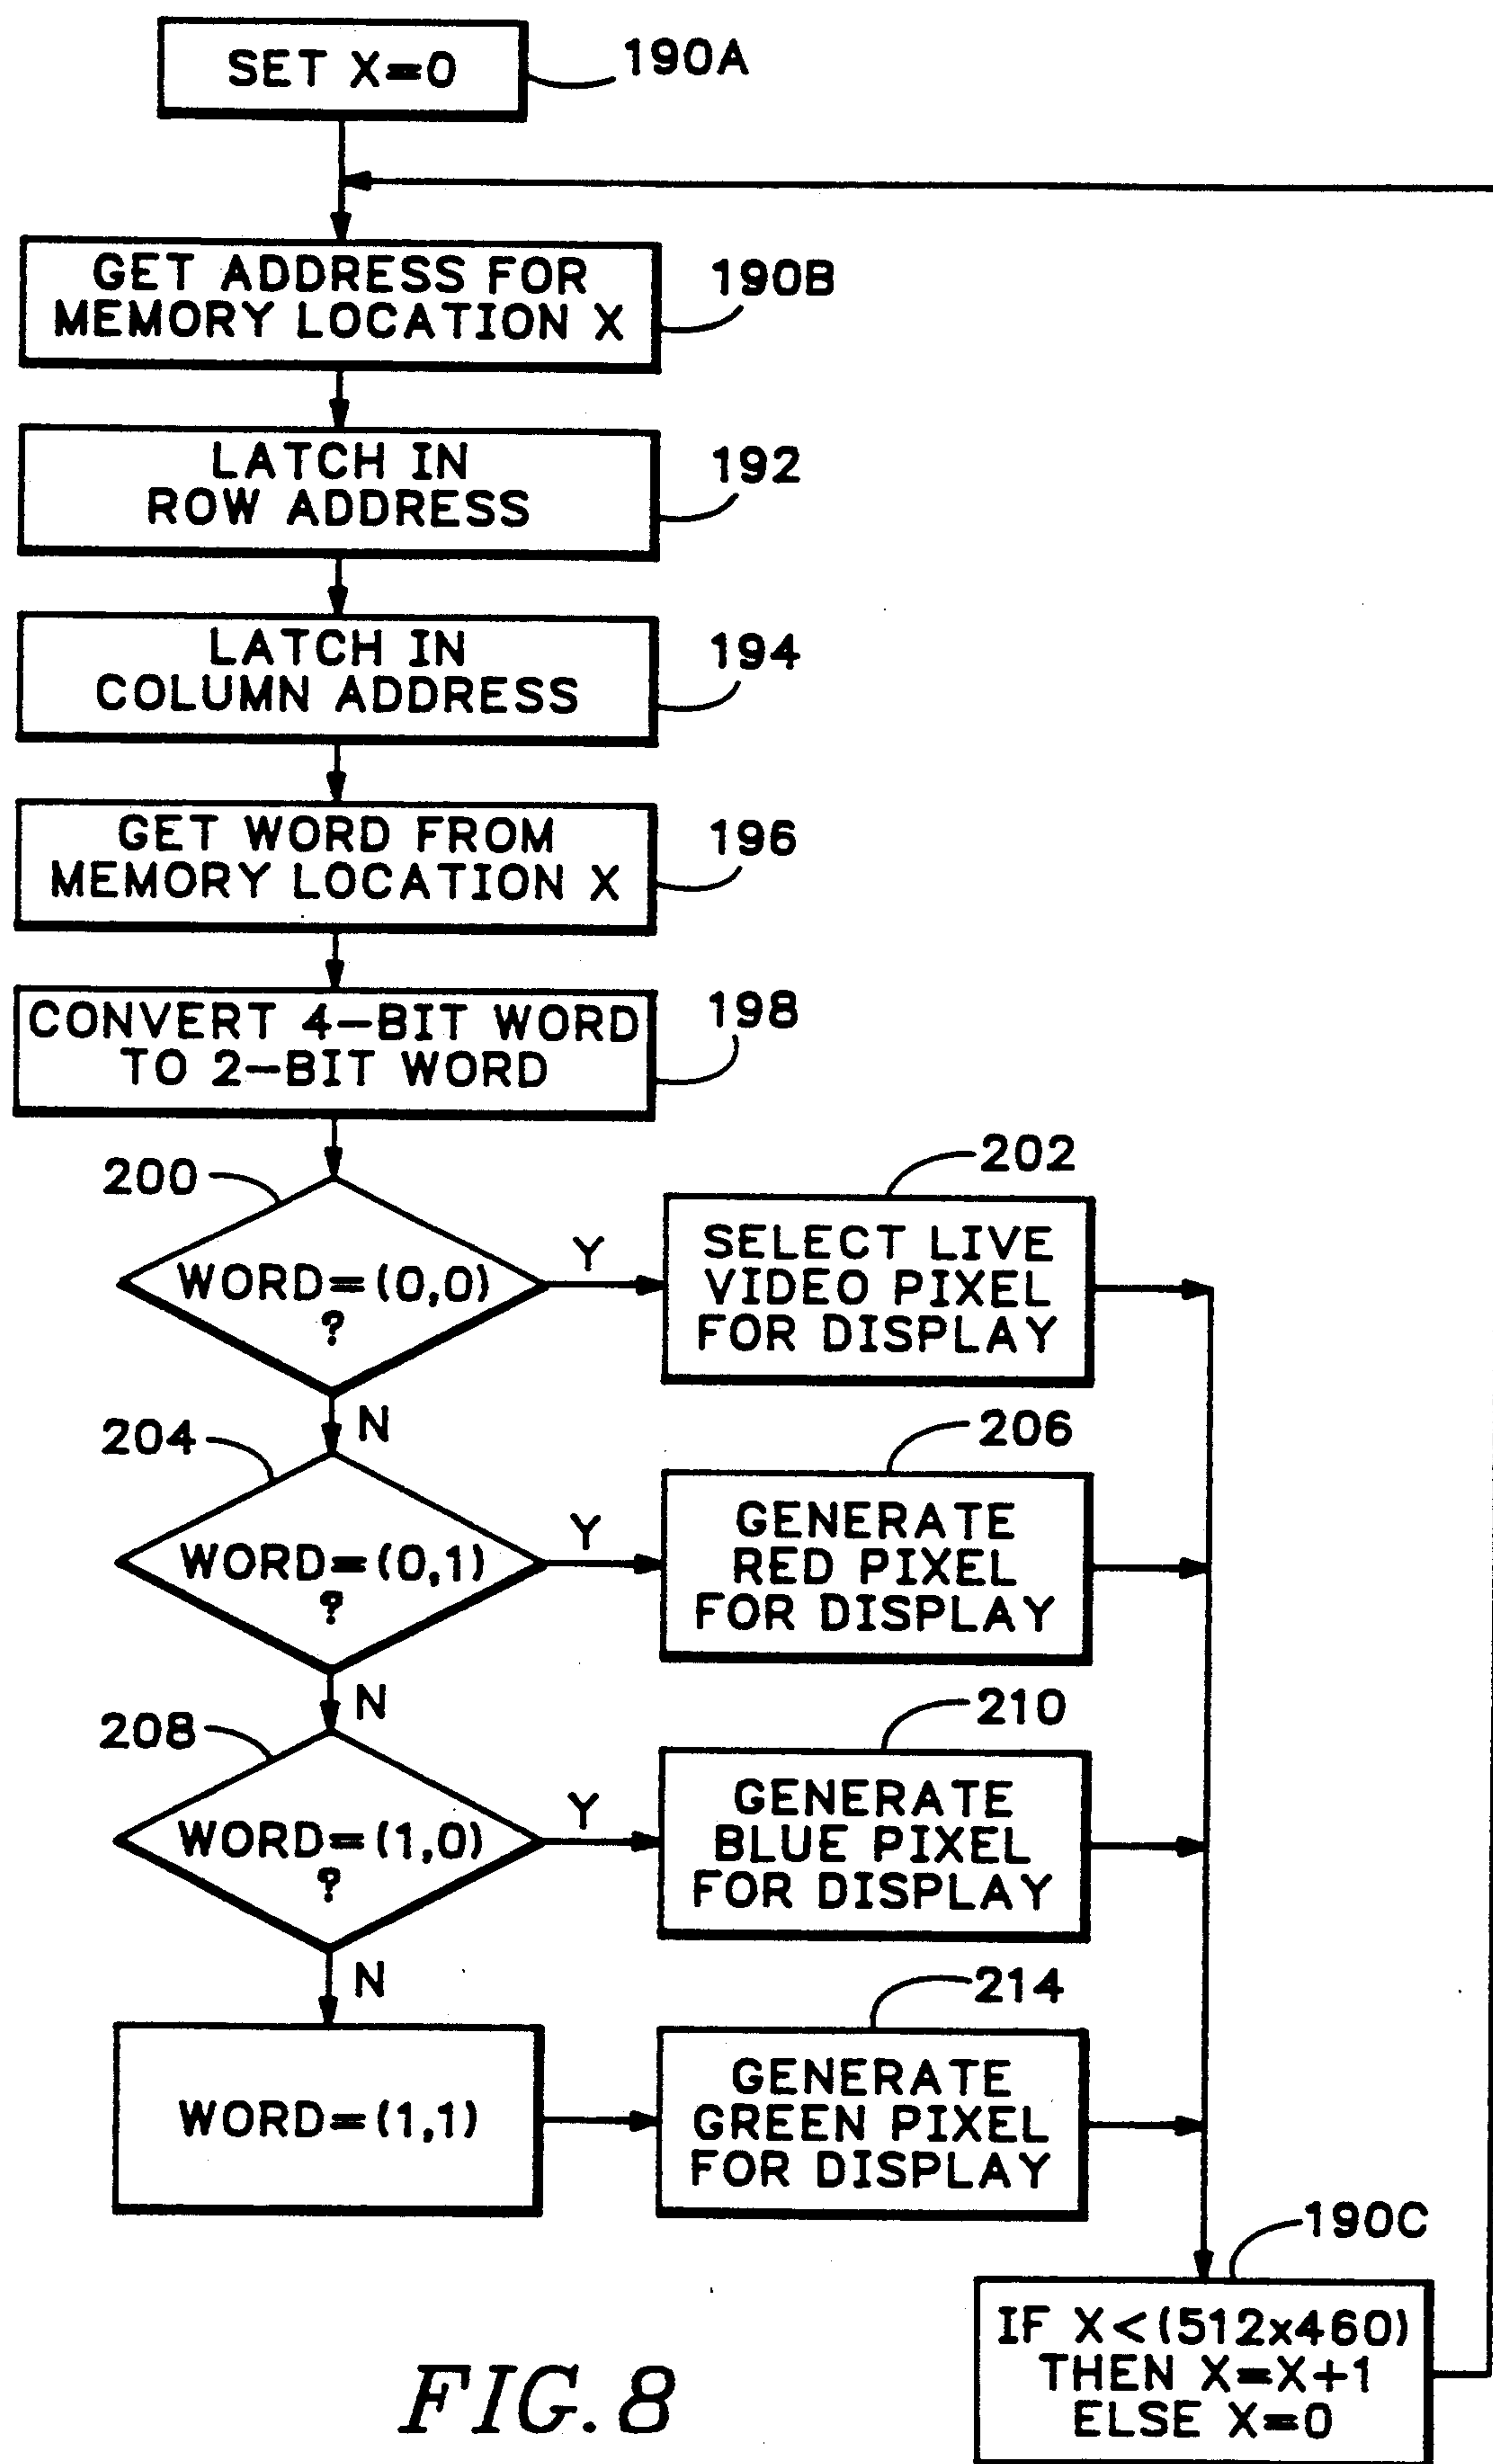 SET X=0
190A
GET ADDRESS FOR
MEMORY LOCATION X
190B
LATCH IN
ROW ADDRESS
192
LATCH IN
COLUMN ADDRESS
194
GET WORD FROM
MEMORY LOCATION X
196
CONVERT 4-BIT WORD
TO 2-BIT WORD
198
200
WORD=(0,0)
?
Y
N
202
SELECT LIVE
VIDEO PIXEL
FOR DISPLAY
204
WORD=(0,1)
?
Y
N
206
GENERATE
RED PIXEL
FOR DISPLAY
208
WORD=(1,0)
?
Y
N
210
GENERATE
BLUE PIXEL
FOR DISPLAY
WORD=(1,1)
214
GENERATE
GREEN PIXEL
FOR DISPLAY
190C
IF X<(512x460)
THEN X=X+1
ELSE X=0
FIG.8